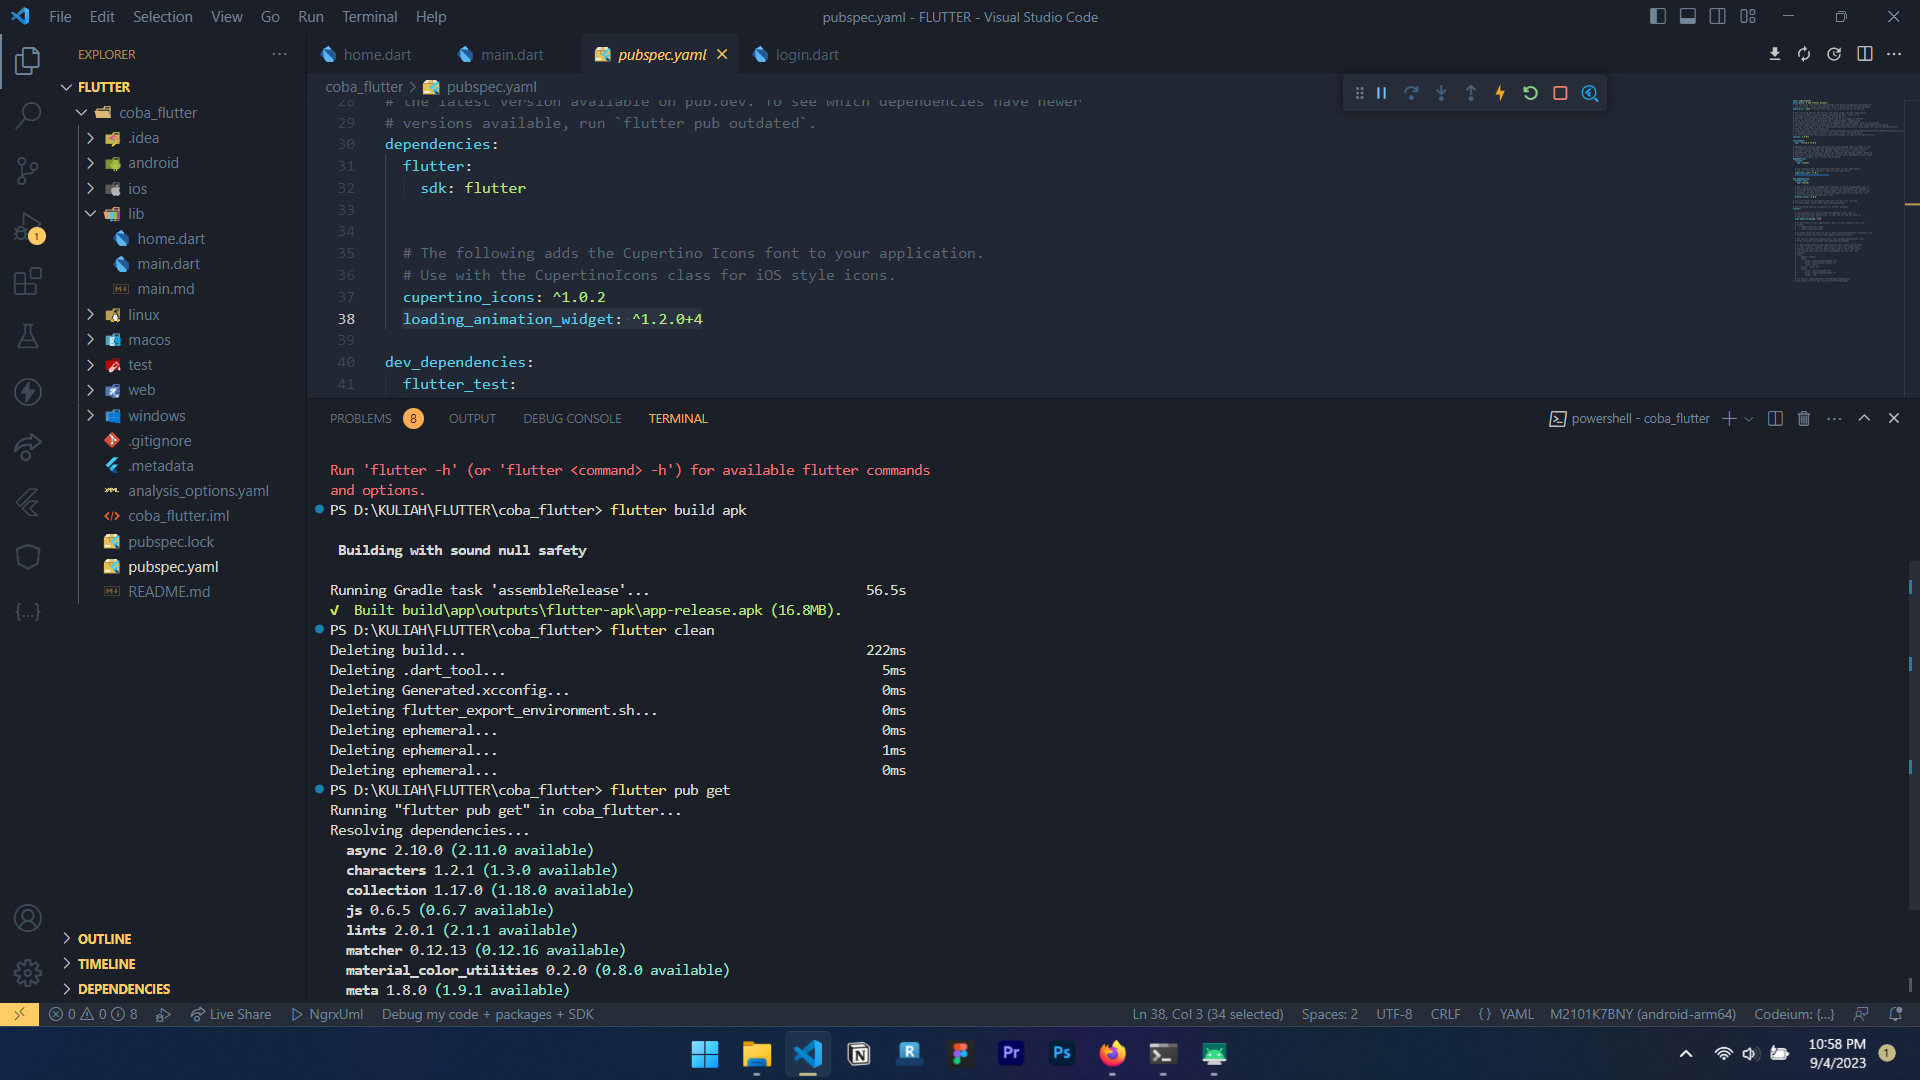 File Edit Selection View Go Run Terminal Help
pubspec.yaml - FLUTTER - Visual Studio Code
EXPLORER
FLUTTER
coba_flutter
.idea
android
ios
lib
home.dart
main.dart
main.md
linux
macos
test
web
windows
.gitignore
.metadata
analysis_options.yaml
coba_flutter.iml
pubspec.lock
pubspec.yaml
README.md
OUTLINE
TIMELINE
DEPENDENCIES
home.dart main.dart pubspec.yaml login.dart
coba_flutter > pubspec.yaml
28 # the latest version available on pub.dev. To see which dependencies have newer
29 # versions available, run `flutter pub outdated`.
30 dependencies:
31 flutter:
32 sdk: flutter
33
34
35 # The following adds the Cupertino Icons font to your application.
36 # Use with the CupertinoIcons class for iOS style icons.
37 cupertino_icons: ^1.0.2
38 loading_animation_widget: ^1.2.0+4
39
40 dev_dependencies:
41 flutter_test:
PROBLEMS 8 OUTPUT DEBUG CONSOLE TERMINAL
powershell - coba_flutter
Run 'flutter -h' (or 'flutter <command> -h') for available flutter commands
and options.
PS D:\KULIAH\FLUTTER\coba_flutter> flutter build apk
Building with sound null safety
Running Gradle task 'assembleRelease'... 56.5s
√ Built build\app\outputs\flutter-apk\app-release.apk (16.8MB).
PS D:\KULIAH\FLUTTER\coba_flutter> flutter clean
Deleting build... 222ms
Deleting .dart_tool... 5ms
Deleting Generated.xcconfig... 0ms
Deleting flutter_export_environment.sh... 0ms
Deleting ephemeral... 0ms
Deleting ephemeral... 1ms
Deleting ephemeral... 0ms
PS D:\KULIAH\FLUTTER\coba_flutter> flutter pub get
Running "flutter pub get" in coba_flutter...
Resolving dependencies...
async 2.10.0 (2.11.0 available)
characters 1.2.1 (1.3.0 available)
collection 1.17.0 (1.18.0 available)
js 0.6.5 (0.6.7 available)
lints 2.0.1 (2.1.1 available)
matcher 0.12.13 (0.12.16 available)
material_color_utilities 0.2.0 (0.8.0 available)
meta 1.8.0 (1.9.1 available)
0 0 8 Live Share NgrxUml Debug my code + packages + SDK
Ln 38, Col 3 (34 selected) Spaces: 2 UTF-8 CRLF {} YAML M2101K7BNY (android-arm64) Codeium: {...}
10:58 PM
9/4/2023
1